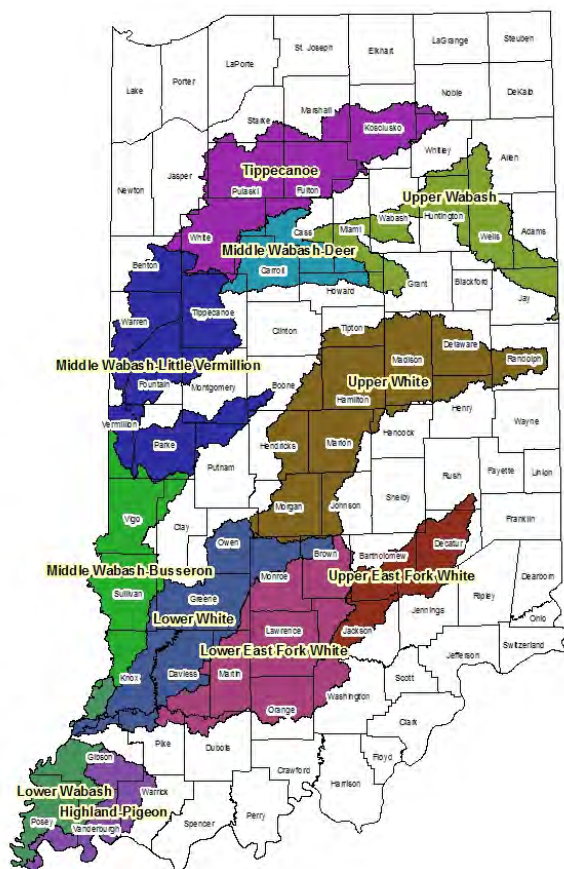 Steuben
LaGrange
St. Joseph
Elkhart
LaPorte
Porter
Lake
Noble
DeKalb
Marshall
Starke
Kosciusko
Whitley
Allen
Jasper
Newton
Tippecanoe
Pulaski
Fulton
Upper Wabash
Wabash
Huntington
White
Cass
Miami
Wells
Adams
Middle Wabash-Deer
Benton
Carroll
Grant
Blackford
Howard
Jay
Tippecanoe
Warren
Clinton
Tipton
Delaware
Madison
Randolph
Middle Wabash-Little Vermillion
Fountain
Montgomery
Boone
Upper White
Hamilton
Henry
Wayne
Vermillion
Hancock
Parke
Hendricks
Marion
Putnam
Rush
Fayette
Union
Shelby
Morgan
Johnson
Vigo
Clay
Franklin
Owen
Decatur
Brown
Bartholomew
Monroe
Upper East Fork White
Middle Wabash-Busseron
Dearborn
Sullivan
Greene
Ripley
Jennings
Ohio
Lower White
Lawrence
Jackson
Switzerland
Lower East Fork White
Jefferson
Daviess
Martin
Knox
Scott
Washington
Orange
Clark
Pike
Dubois
Gibson
Floyd
Crawford
Harrison
Lower Wabash
Warrick
Highland-Pigeon
Posey
Vanderburgh
Spencer
Perry